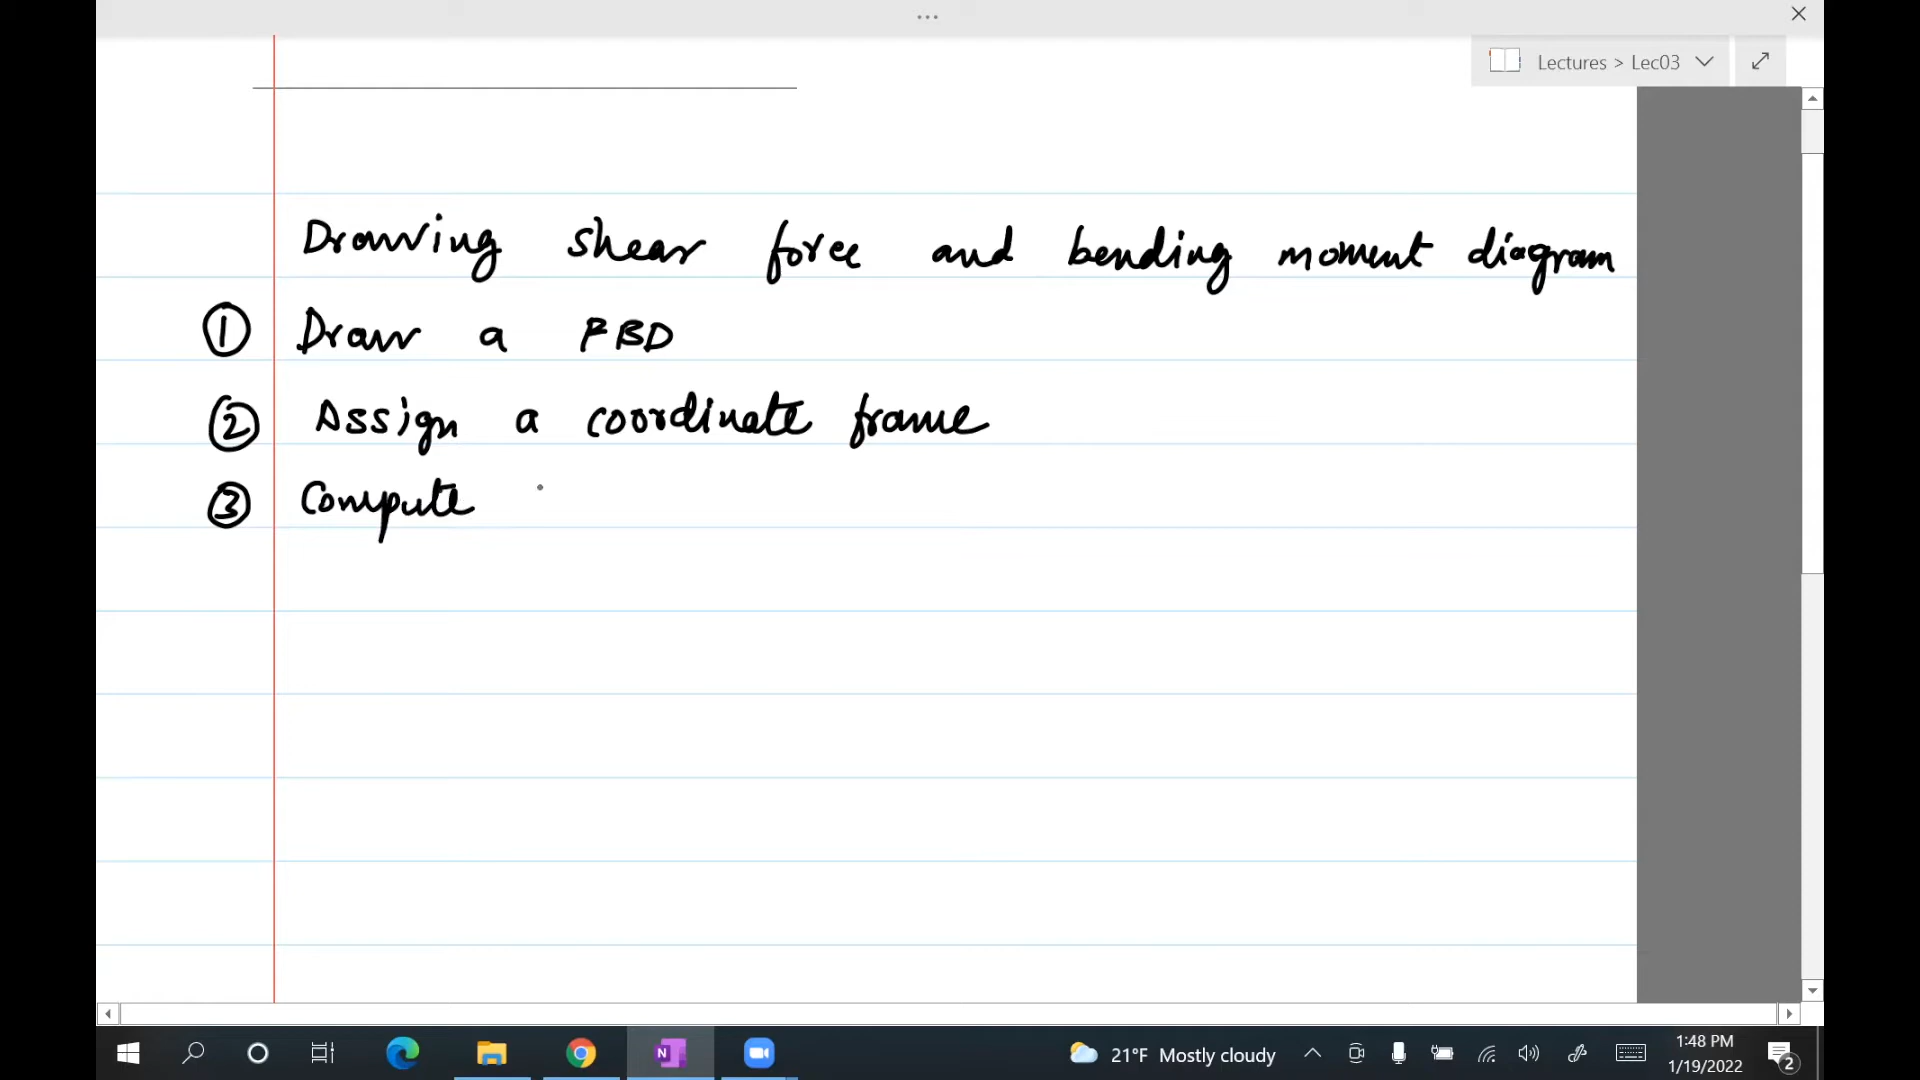 ...
Lectures > Lec03
Drawing shear force and bending moment diagram
① Draw a FBD
② Assign a coordinate frame
③ Compute
21°F Mostly cloudy
1:48 PM
1/19/2022
2
N